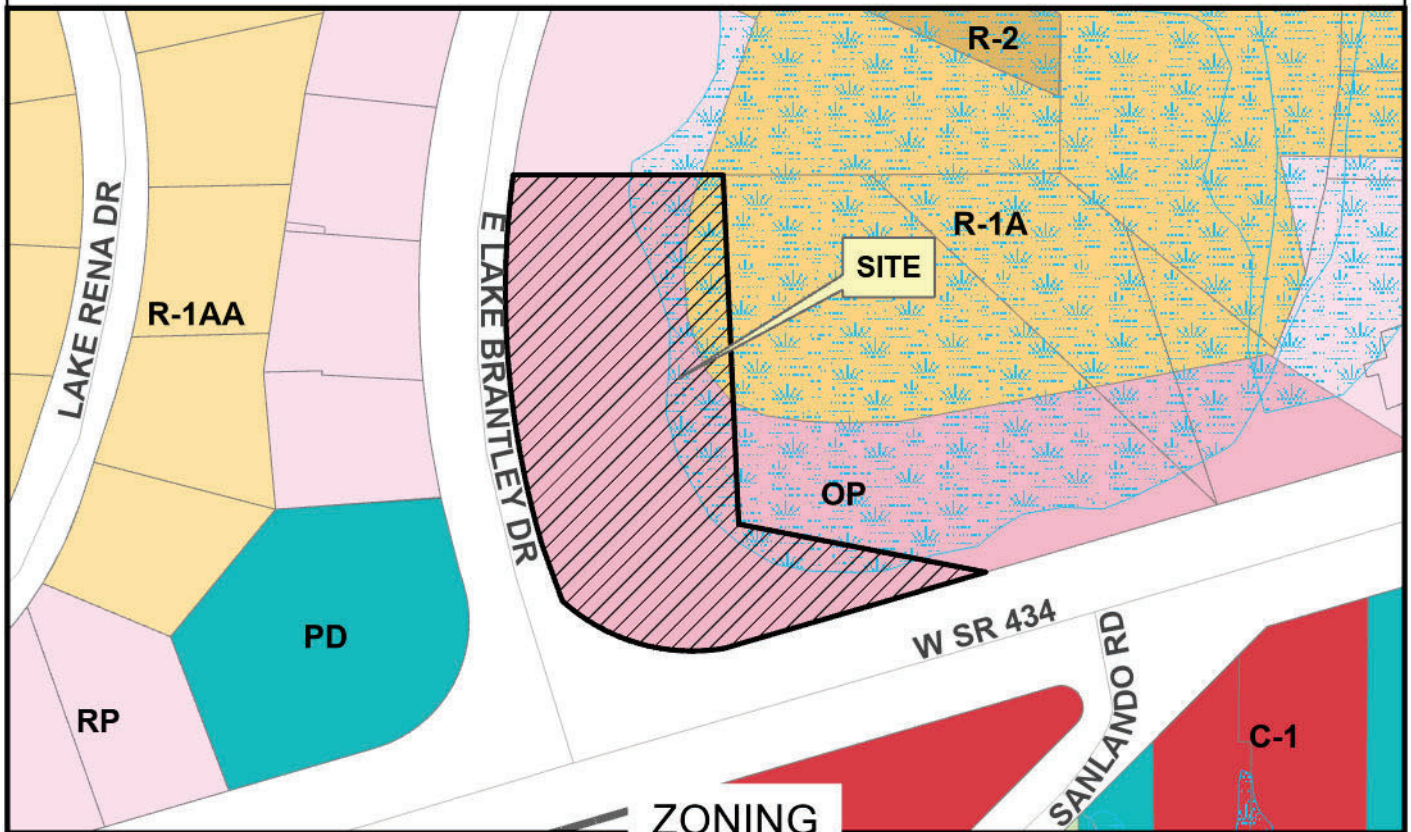 R-2
R-1A
SITE
E LAKE BRANTLEY DR
LAKE RENA DR
R-1AA
OP
W SR 434
SANLANDO RD
PD
RP
C-1
ZONING